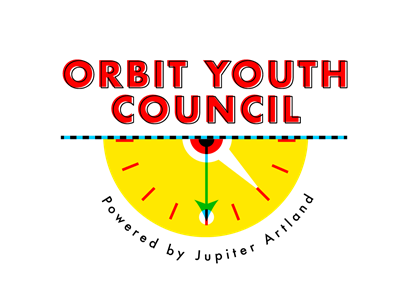 ORBIT YOUTH
COUNCIL
Powered by Jupiter Artland